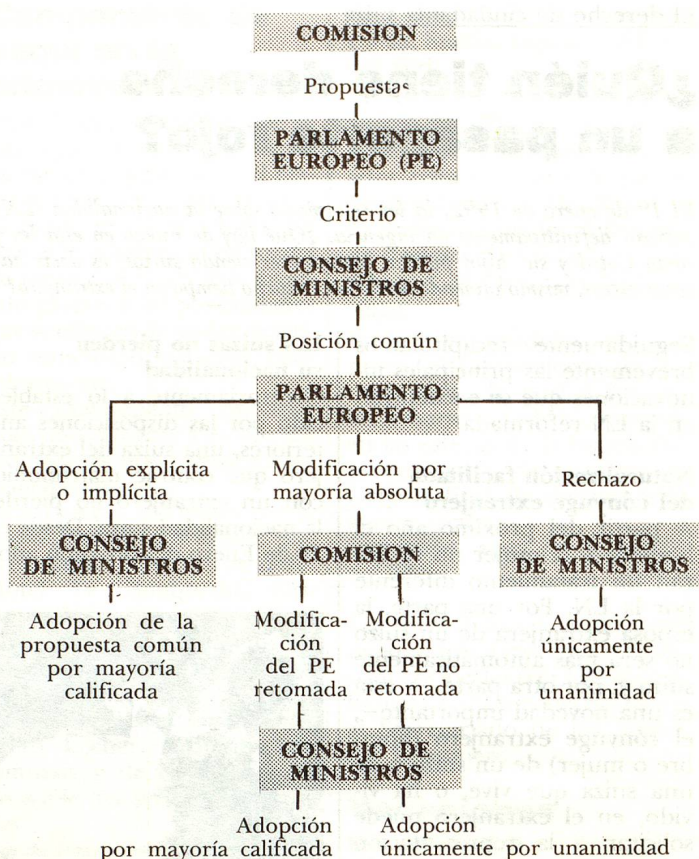 COMISION
Propuestas
PARLAMENTO
EUROPEO (PE)
Criterio
CONSEJO DE
MINISTROS
Posición común
PARLAMENTO
EUROPEO
Adopción explícita
o implícita
CONSEJO
DE MINISTROS
Adopción de la
propuesta común
por mayoría
calificada
Modificación por
mayoría absoluta
COMISION
Modifica-
ción
del PE
retomada
Modifica-
ción
del PE no
retomada
CONSEJO DE
MINISTROS
Adopción
por mayoría calificada
Adopción
únicamente por unanimidad
Rechazo
CONSEJO
DE MINISTROS
Adopción
únicamente
por
unanimidad